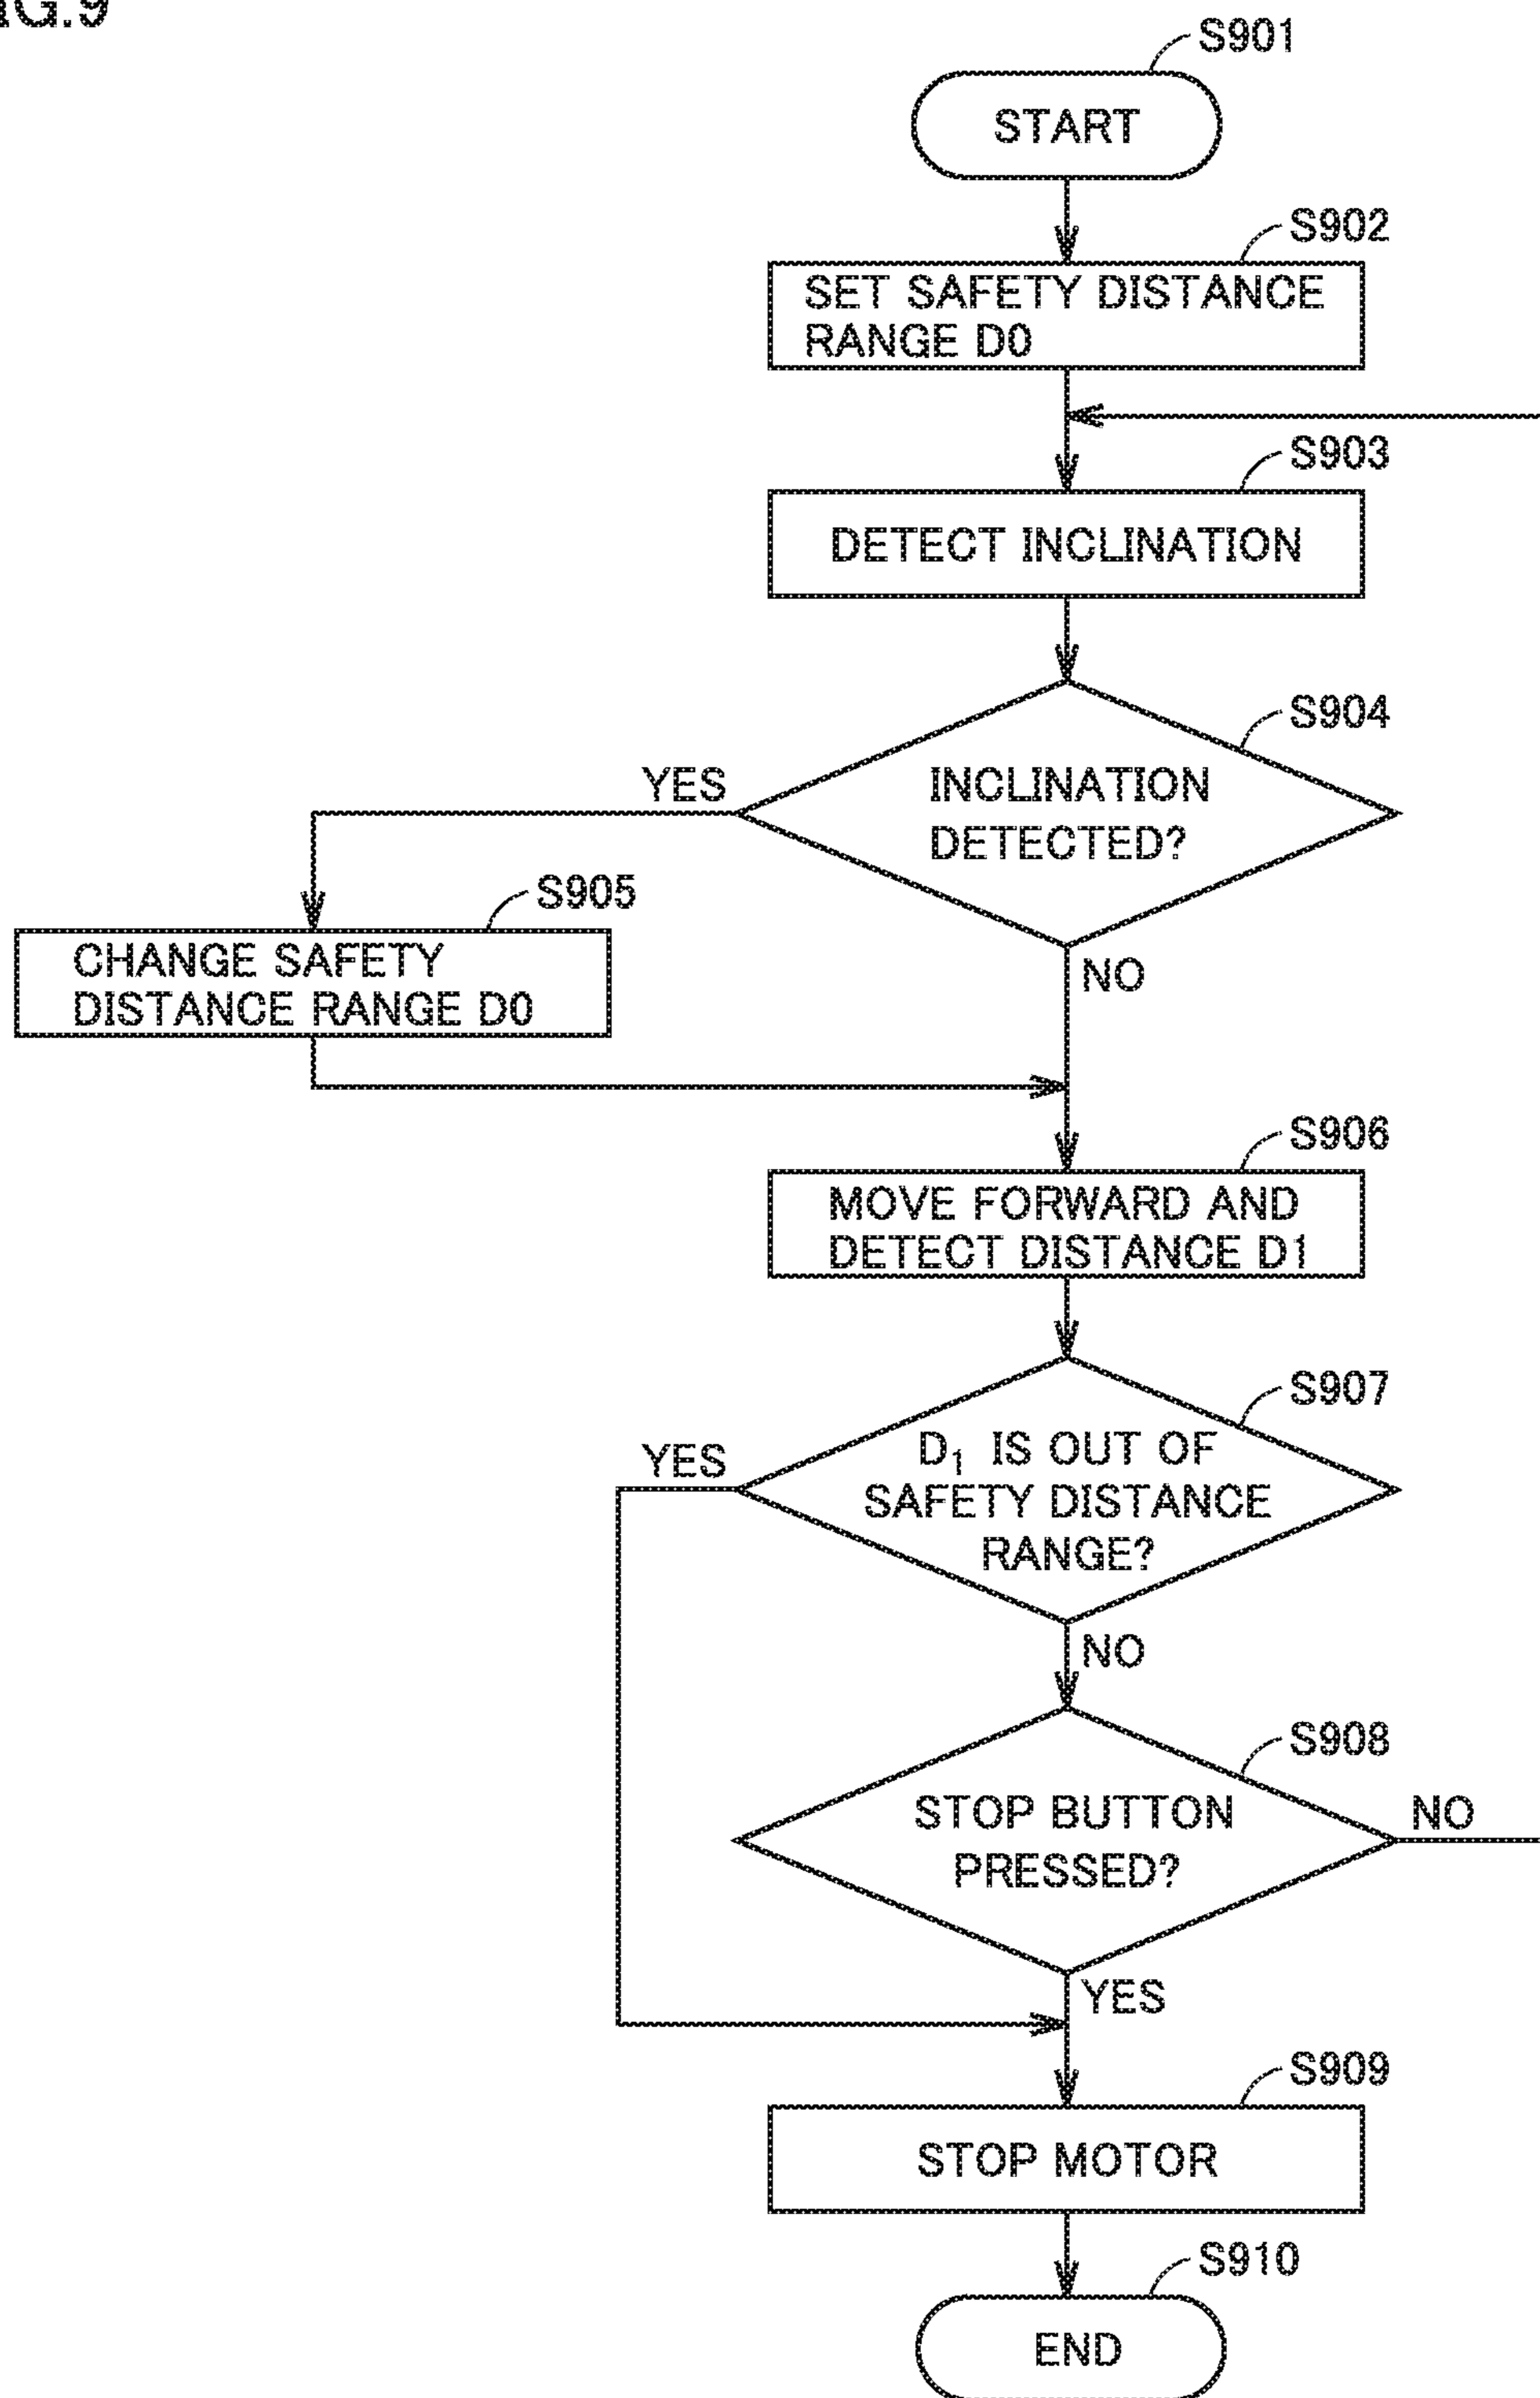 FIG.9
S901
START
S902
SET SAFETY DISTANCE
RANGE D0
S903
DETECT INCLINATION
S904
YES
INCLINATION
DETECTED?
S905
CHANGE SAFETY
DISTANCE RANGE D0
NO
S906
MOVE FORWARD AND
DETECT DISTANCE D1
S907
YES
D₁ IS OUT OF
SAFETY DISTANCE
RANGE?
NO
S908
STOP BUTTON
PRESSED?
NO
YES
S909
STOP MOTOR
S910
END